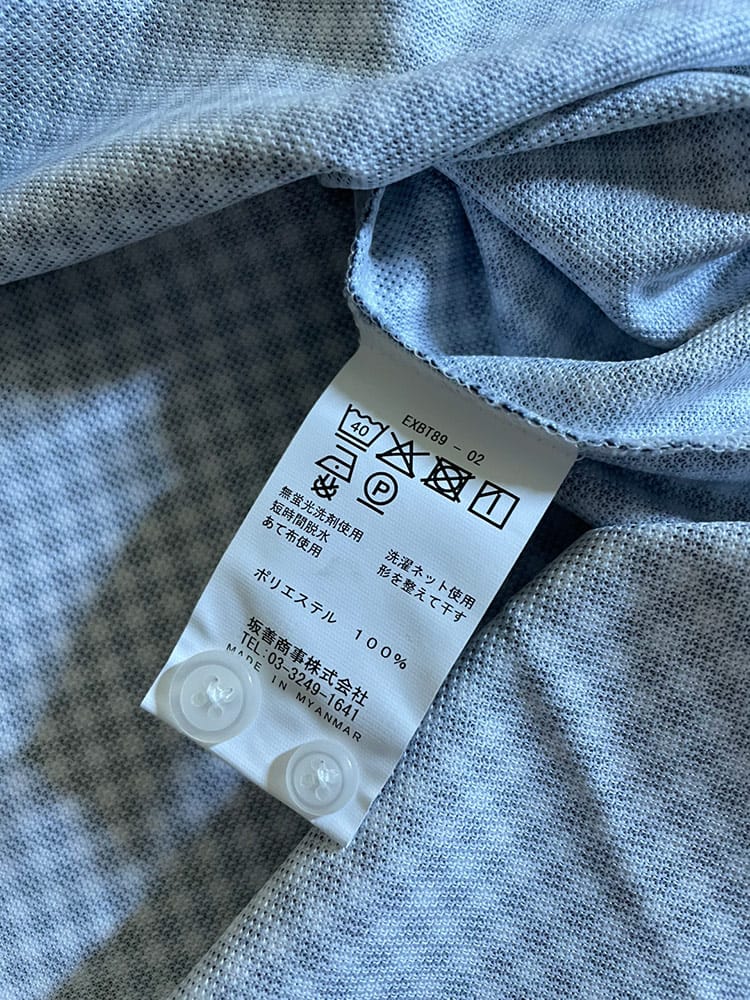 EXBT89 - 02
40
P
無蛍光洗剤使用
短時間脱水
あて布使用
洗濯ネット使用
形を整えて干す
ポリエステル 100%
坂善商事株式会社
TEL:03-3249-1641
MADE IN MYANMAR